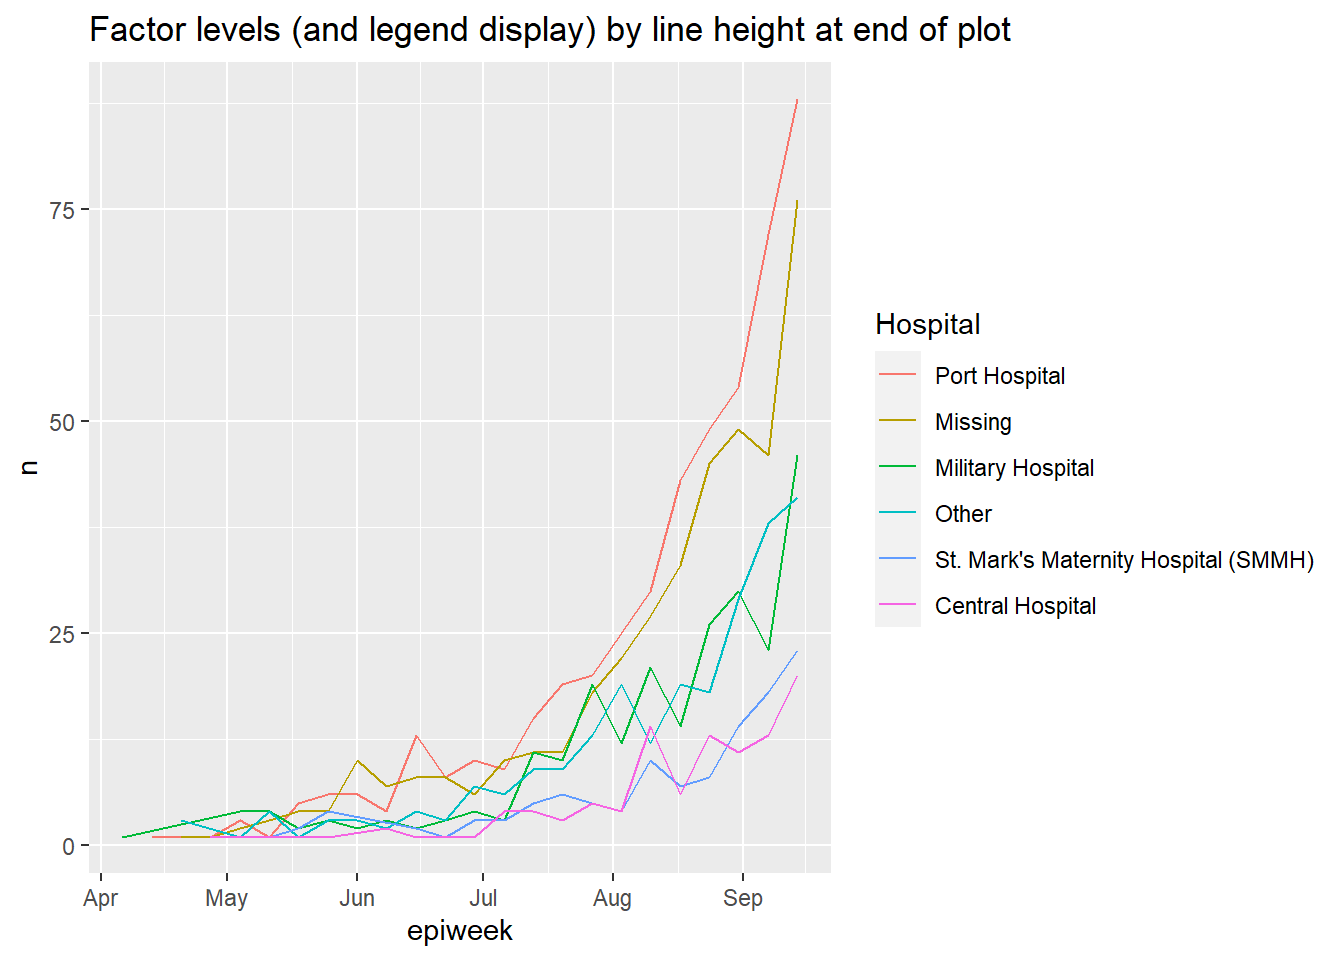 Factor levels (and legend display) by line height at end of plot
75
50
25
0
n
Apr May Jun Jul Aug Sep
epiweek
Hospital
Port Hospital
Missing
Military Hospital
Other
St. Mark's Maternity Hospital (SMMH)
Central Hospital